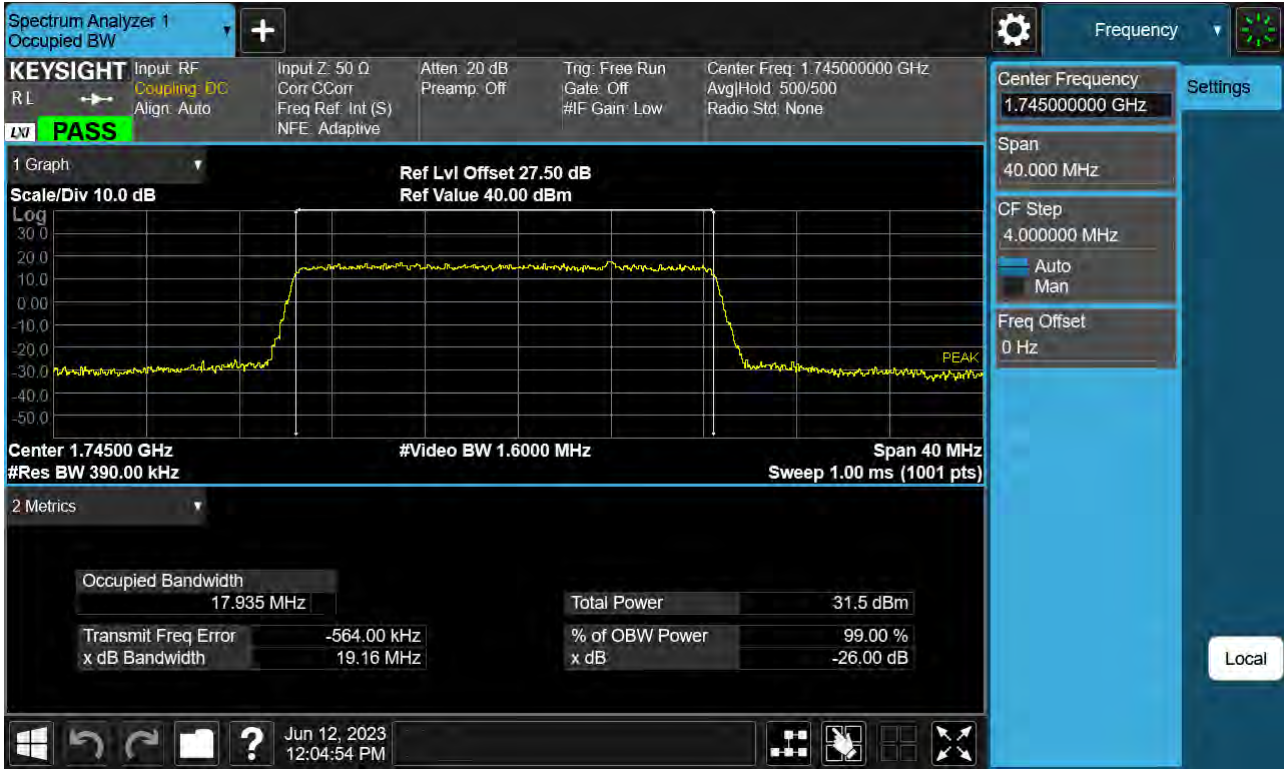 Spectrum Analyzer 1
Occupied BW
Frequency
KEYSIGHT
R L
LXI
PASS
Input: RF
Coupling: DC
Align: Auto
Input Z: 50 Ω
Corr CCorr
Freq Ref: Int (S)
NFE: Adaptive
Atten: 20 dB
Preamp: Off
Trig: Free Run
Gate: Off
#IF Gain: Low
Center Freq: 1.745000000 GHz
Avg|Hold: 500/500
Radio Std: None
1 Graph
Scale/Div 10.0 dB
Ref Lvl Offset 27.50 dB
Ref Value 40.00 dBm
Log
30.0
20.0
10.0
0.00
-10.0
-20.0
-30.0
-40.0
-50.0
PEAK
Center 1.74500 GHz
#Video BW 1.6000 MHz
Span 40 MHz
#Res BW 390.00 kHz
Sweep 1.00 ms (1001 pts)
2 Metrics
Occupied Bandwidth
17.935 MHz
Transmit Freq Error -564.00 kHz
x dB Bandwidth 19.16 MHz
Total Power 31.5 dBm
% of OBW Power 99.00 %
x dB -26.00 dB
Center Frequency
1.745000000 GHz
Settings
Span
40.000 MHz
CF Step
4.000000 MHz
Auto
Man
Freq Offset
0 Hz
Local
?
Jun 12, 2023
12:04:54 PM